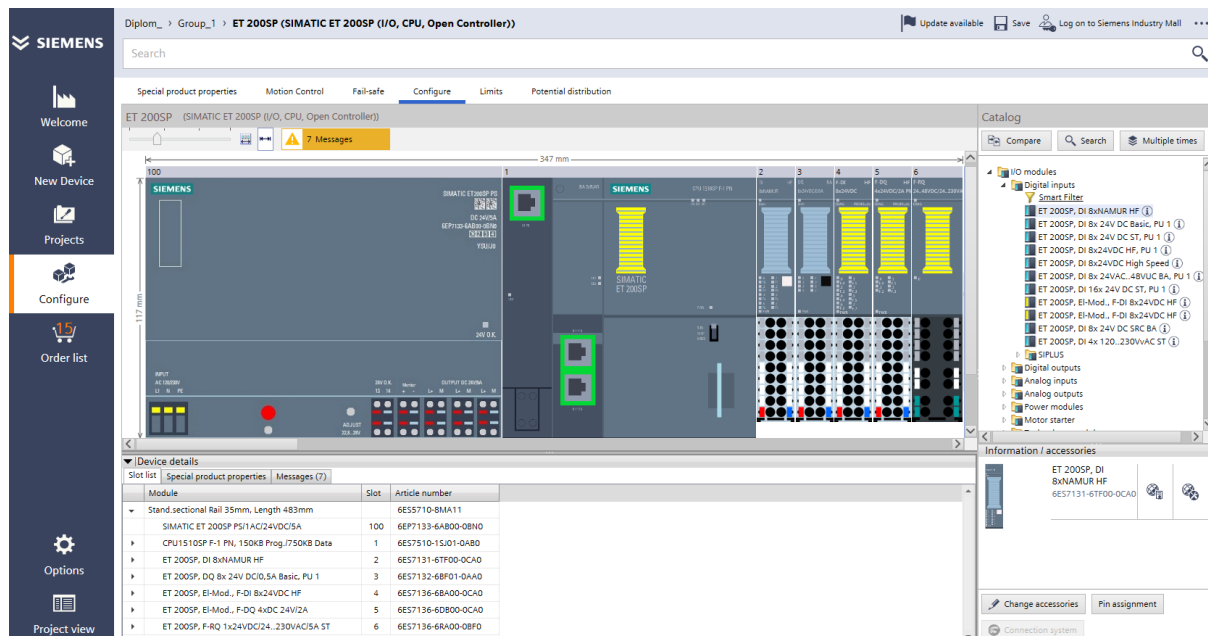 SIEMENS
Welcome
New Device
Projects
Configure
15
Order list
Options
Project view
Diplom_ > Group_1 > ET 200SP (SIMATIC ET 200SP (I/O, CPU, Open Controller))
Update available
Save
Log on to Siemens Industry Mall
Search
Special product properties
Motion Control
Fail-safe
Configure
Limits
Potential distribution
ET 200SP (SIMATIC ET 200SP (I/O, CPU, Open Controller))
7 Messages
347 mm
117 mm
100
1
2
3
4
5
6
SIEMENS
SIMATIC ET200SP PS
DC 24V/5A
24V O.K.
INPUT
AC 120/230V
L1 N PE
ADJUST
24V O.K.
13 14
OUTPUT DC 24V/5A
L+ M L+ M L+ M
SIEMENS
SIMATIC
ET 200SP
Device details
Slot list
Special product properties
Messages (7)
Module Slot Article number
Stand.sectional Rail 35mm, Length 483mm 6ES5710-8MA11
SIMATIC ET 200SP PS/1AC/24VDC/5A 100 6EP7133-6AB00-0BN0
CPU1510SP F-1 PN, 150KB Prog./750KB Data 1 6ES7510-1SJ01-0AB0
ET 200SP, DI 8xNAMUR HF 2 6ES7131-6TF00-0CA0
ET 200SP, DQ 8x 24V DC/0,5A Basic, PU 1 3 6ES7132-6BF01-0AA0
ET 200SP, El-Mod., F-DI 8x24VDC HF 4 6ES7136-6BA00-0CA0
ET 200SP, El-Mod., F-DQ 4xDC 24V/2A 5 6ES7136-6DB00-0CA0
ET 200SP, F-RQ 1x24VDC/24..230VAC/5A ST 6 6ES7136-6RA00-0BF0
Catalog
Compare
Search
Multiple times
I/O modules
Digital inputs
Smart Filter
ET 200SP, DI 8xNAMUR HF
ET 200SP, DI 8x 24V DC Basic, PU 1
ET 200SP, DI 8x 24V DC ST, PU 1
ET 200SP, DI 8x24VDC HF, PU 1
ET 200SP, DI 8x24VDC High Speed
ET 200SP, DI 8x 24VAC..48VUC BA, PU 1
ET 200SP, DI 16x 24V DC ST, PU 1
ET 200SP, El-Mod., F-DI 8x24VDC HF
ET 200SP, El-Mod., F-DI 8x24VDC HF
ET 200SP, DI 8x 24V DC SRC BA
ET 200SP, DI 4x 120..230VvAC ST
SIPLUS
Digital outputs
Analog inputs
Analog outputs
Power modules
Motor starter
Information / accessories
ET 200SP, DI
8xNAMUR HF
6ES7131-6TF00-0CA0
Change accessories
Pin assignment
Connection system